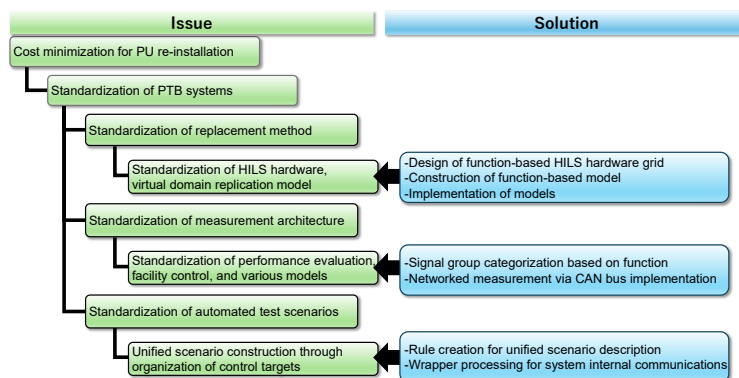 Issue
Solution
Cost minimization for PU re-installation
Standardization of PTB systems
Standardization of replacement method
Standardization of HILS hardware,
virtual domain replication model
-Design of function-based HILS hardware grid
-Construction of function-based model
-Implementation of models
Standardization of measurement architecture
Standardization of performance evaluation,
facility control, and various models
-Signal group categorization based on function
-Networked measurement via CAN bus implementation
Standardization of automated test scenarios
Unified scenario construction through
organization of control targets
-Rule creation for unified scenario description
-Wrapper processing for system internal communications